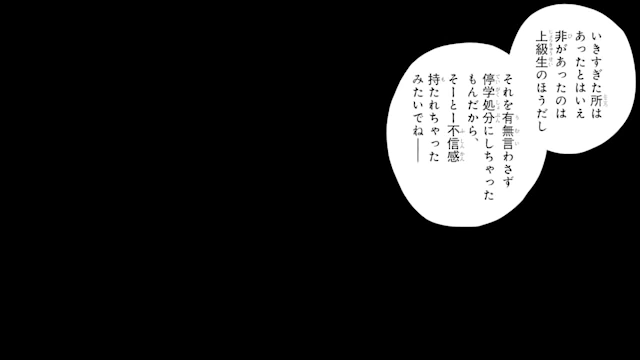 いきすぎた所は
あったとはいえ
非があったのは
上級生のほうだし
それを有無言わさず
停学処分にしちゃった
もんだから、
そーとー不信感
持たれちゃった
みたいでね――